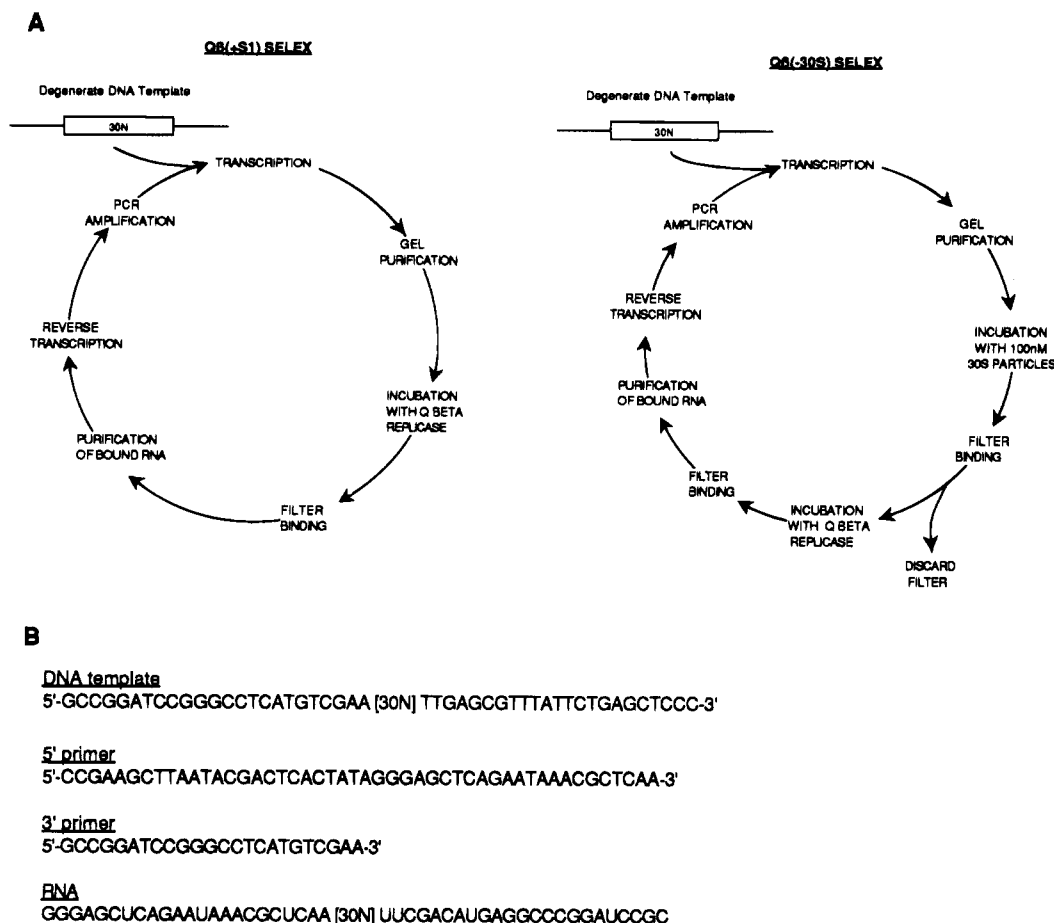 A
Qβ(+S1) SELEX
Degenerate DNA Template
30N
TRANSCRIPTION
GEL
PURIFICATION
INCUBATION
WITH Q BETA
REPLICASE
FILTER
BINDING
PURIFICATION
OF BOUND RNA
REVERSE
TRANSCRIPTION
PCR
AMPLIFICATION
Qβ(-30S) SELEX
Degenerate DNA Template
30N
TRANSCRIPTION
GEL
PURIFICATION
INCUBATION
WITH 100nM
30S PARTICLES
FILTER
BINDING
DISCARD
FILTER
INCUBATION
WITH Q BETA
REPLICASE
FILTER
BINDING
PURIFICATION
OF BOUND RNA
REVERSE
TRANSCRIPTION
PCR
AMPLIFICATION
B
DNA template
5'-GCCGGATCCGGGCCTCATGTCGAA [30N] TTGAGCGTTTATTCTGAGCTCCC-3'
5' primer
5'-CCGAAGCTTAATACGACTCACTATAGGGAGCTCAGAATAAACGCTCAA-3'
3' primer
5'-GCCGGATCCGGGCCTCATGTCGAA-3'
RNA
GGGAGCUCAGAAUAAACGCUCAA [30N] UUCGACAUGAGGCCCGGAUCCGC